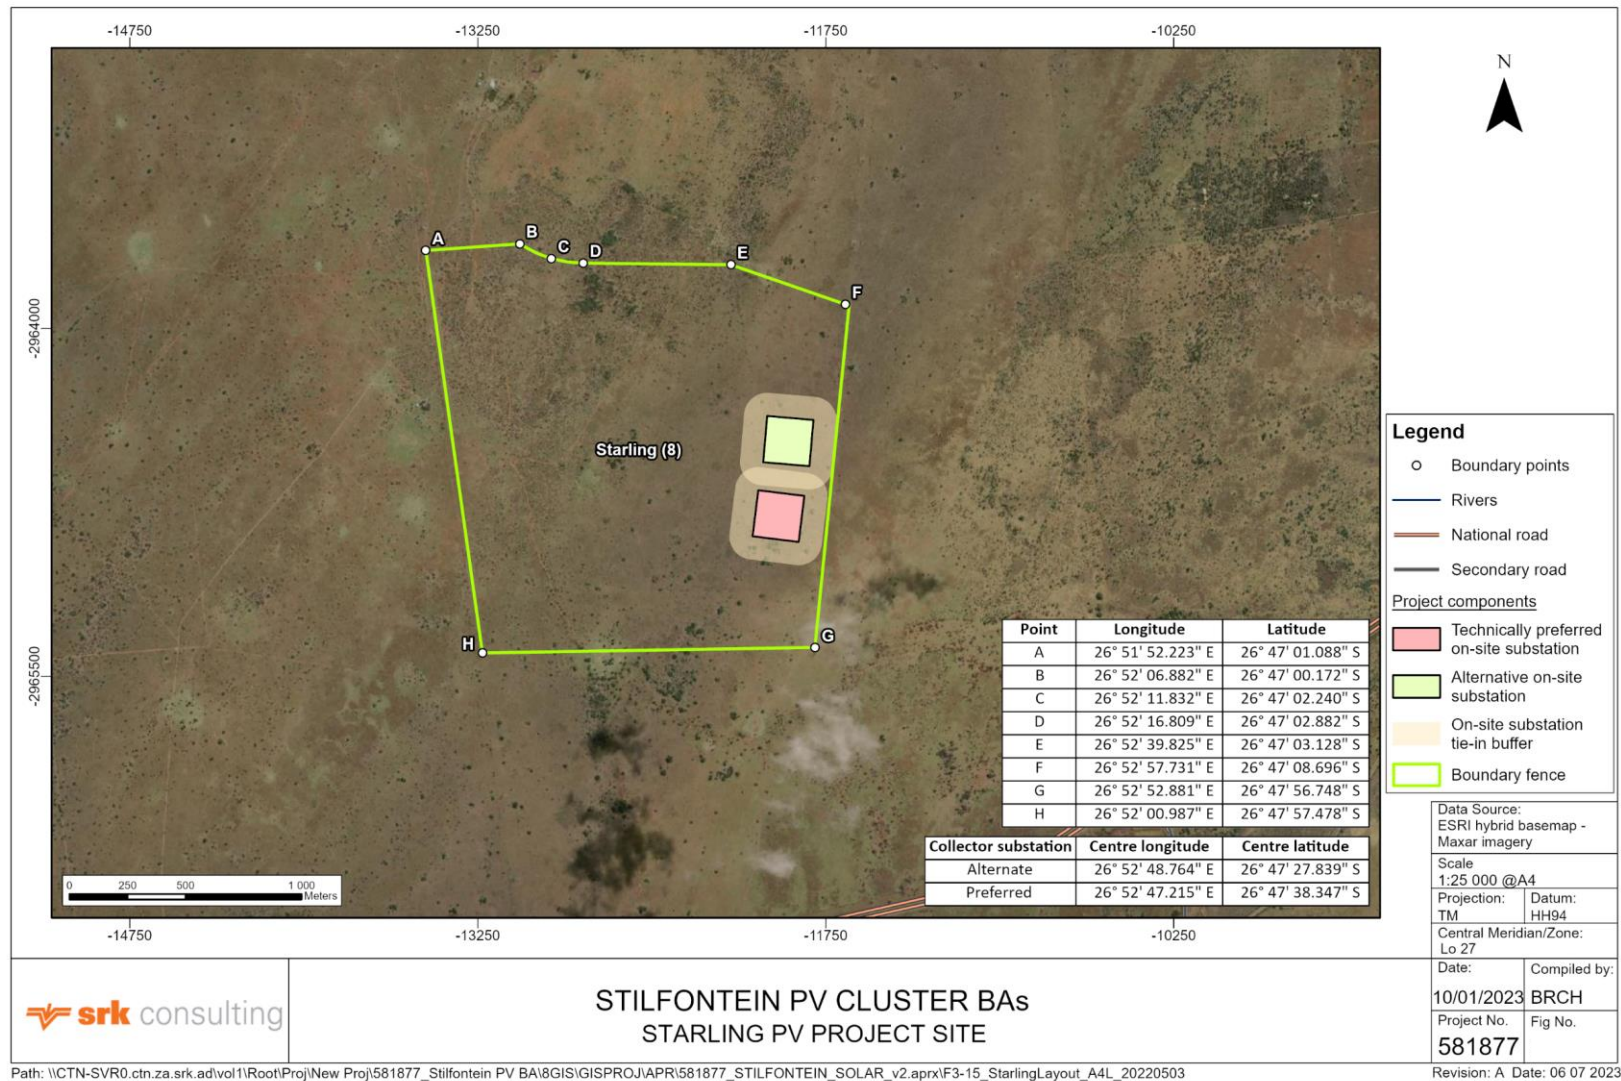 -14750 -13250 -11750 -10250
N
A
B
C
D
E
F
-2964000
Starling (8)
-2965500
H
G
Legend
Boundary points
Rivers
National road
Secondary road
Project components
Technically preferred
on-site substation
Alternative on-site
substation
On-site substation
tie-in buffer
Boundary fence
Point Longitude Latitude
A 26° 51' 52.223" E 26° 47' 01.088" S
B 26° 52' 06.882" E 26° 47' 00.172" S
C 26° 52' 11.832" E 26° 47' 02.240" S
D 26° 52' 16.809" E 26° 47' 02.882" S
E 26° 52' 39.825" E 26° 47' 03.128" S
F 26° 52' 57.731" E 26° 47' 08.696" S
G 26° 52' 52.881" E 26° 47' 56.748" S
H 26° 52' 00.987" E 26° 47' 57.478" S
Collector substation Centre longitude Centre latitude
Alternate 26° 52' 48.764" E 26° 47' 27.839" S
Preferred 26° 52' 47.215" E 26° 47' 38.347" S
0 250 500 1 000
Meters
-14750 -13250 -11750 -10250
Data Source:
ESRI hybrid basemap -
Maxar imagery
Scale
1:25 000 @A4
Projection: Datum:
TM HH94
Central Meridian/Zone:
Lo 27
Date: Compiled by:
10/01/2023 BRCH
Project No. Fig No.
581877
srk consulting
STILFONTEIN PV CLUSTER BAs
STARLING PV PROJECT SITE
Path: \\CTN-SVR0.ctn.za.srk.ad\vol1\Root\Proj\New Proj\581877_Stilfontein PV BA\8GIS\GISPROJ\APR\581877_STILFONTEIN_SOLAR_v2.aprx\F3-15_StarlingLayout_A4L_20220503
Revision: A Date: 06 07 2023